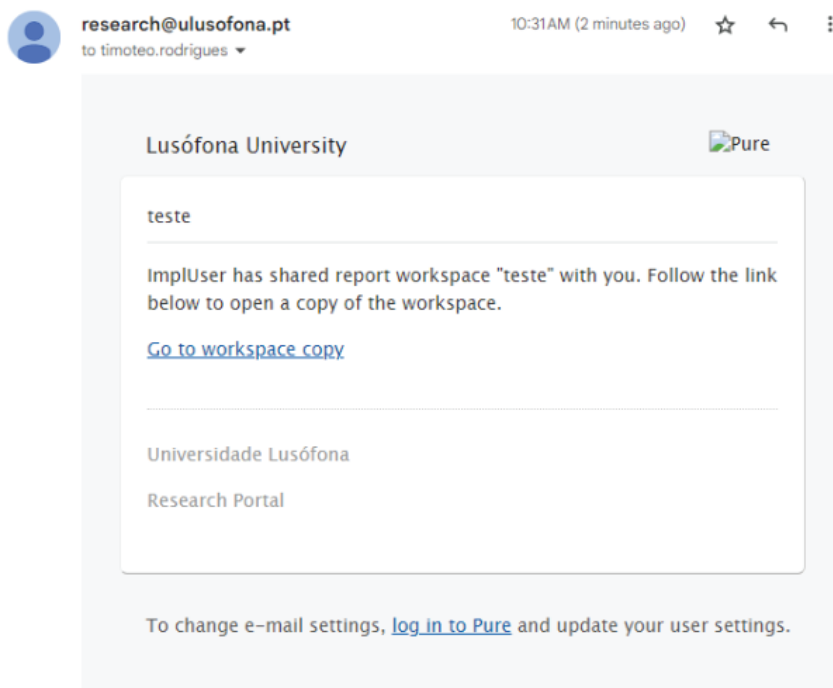 research@ulusofona.pt 10:31 AM (2 minutes ago)
to timoteo.rodrigues
Lusófona University Pure
teste
ImplUser has shared report workspace "teste" with you. Follow the link
below to open a copy of the workspace.
Go to workspace copy
Universidade Lusófona
Research Portal
To change e-mail settings, log in to Pure and update your user settings.